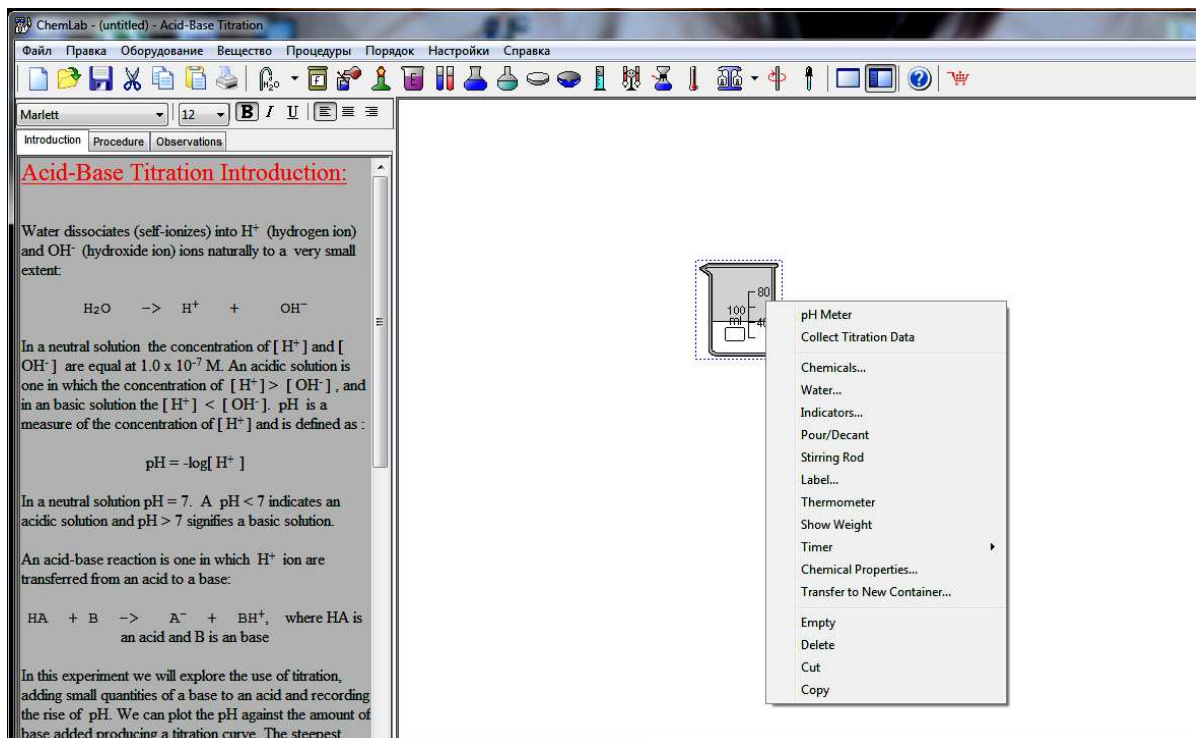 ChemLab - (untitled) - Acid-Base Titration
Файл Правка Оборудование Вещество Процедуры Порядок Настройки Справка
H₂O
F
E
Marlett 12 B I U
Introduction Procedure Observations
Acid-Base Titration Introduction:
Water dissociates (self-ionizes) into H⁺ (hydrogen ion)
and OH⁻ (hydroxide ion) ions naturally to a very small
extent:
H₂O -> H⁺ + OH⁻
In a neutral solution the concentration of [ H⁺ ] and [
OH⁻ ] are equal at 1.0 x 10⁻⁷ M. An acidic solution is
one in which the concentration of [ H⁺ ] > [ OH⁻ ] , and
in an basic solution the [ H⁺ ] < [ OH⁻ ]. pH is a
measure of the concentration of [ H⁺ ] and is defined as :
pH = -log[ H⁺ ]
In a neutral solution pH = 7. A pH < 7 indicates an
acidic solution and pH > 7 signifies a basic solution.
An acid-base reaction is one in which H⁺ ion are
transferred from an acid to a base:
HA + B -> A⁻ + BH⁺, where HA is
an acid and B is an base
In this experiment we will explore the use of titration,
adding small quantities of a base to an acid and recording
the rise of pH. We can plot the pH against the amount of
base added producing a titration curve. The steepest
80
100
ml
40
pH Meter
Collect Titration Data
Chemicals...
Water...
Indicators...
Pour/Decant
Stirring Rod
Label...
Thermometer
Show Weight
Timer
Chemical Properties...
Transfer to New Container...
Empty
Delete
Cut
Copy